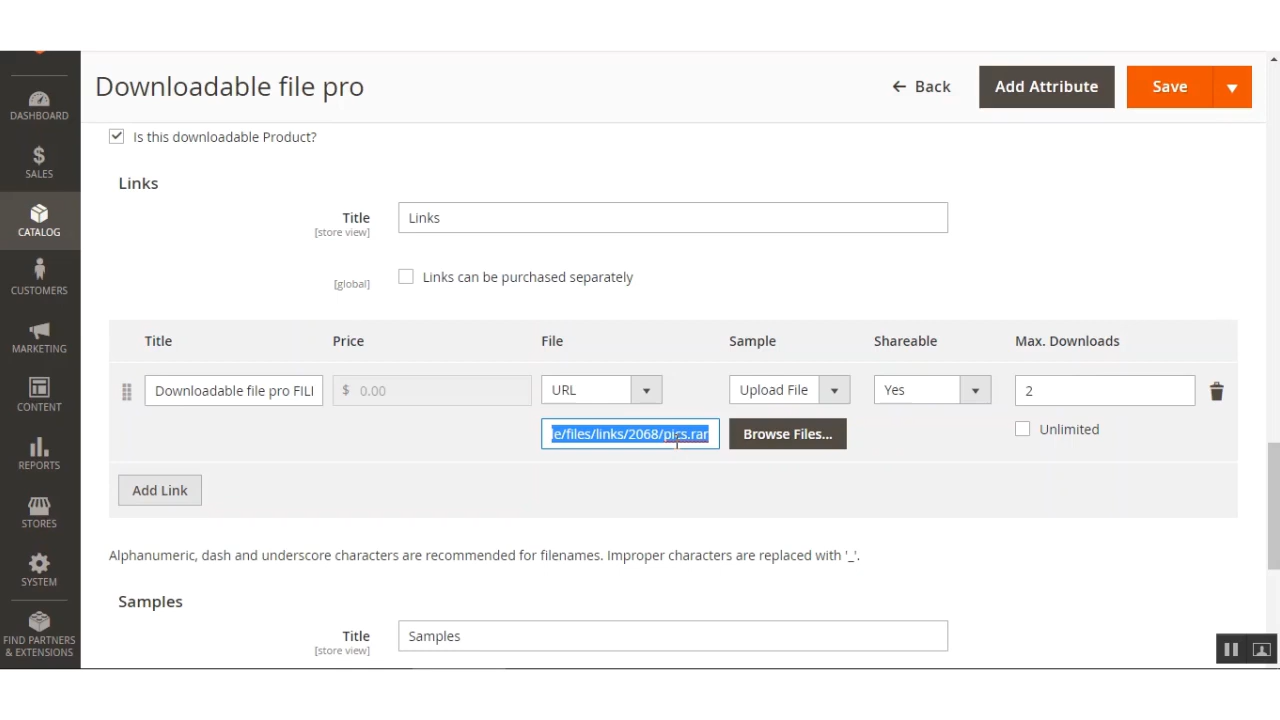 Downloadable file pro
Back
Add Attribute
Save
DASHBOARD
$
SALES
CATALOG
CUSTOMERS
MARKETING
CONTENT
REPORTS
STORES
SYSTEM
FIND PARTNERS
& EXTENSIONS
Is this downloadable Product?
Links
Title
[store view]
Links
[global]
Links can be purchased separately
Title Price File Sample Shareable Max. Downloads
Downloadable file pro FILI $ 0.00 URL Upload File Yes 2
e/files/links/2068/pics.rar Browse Files... Unlimited
Add Link
Alphanumeric, dash and underscore characters are recommended for filenames. Improper characters are replaced with '_'.
Samples
Title
[store view]
Samples